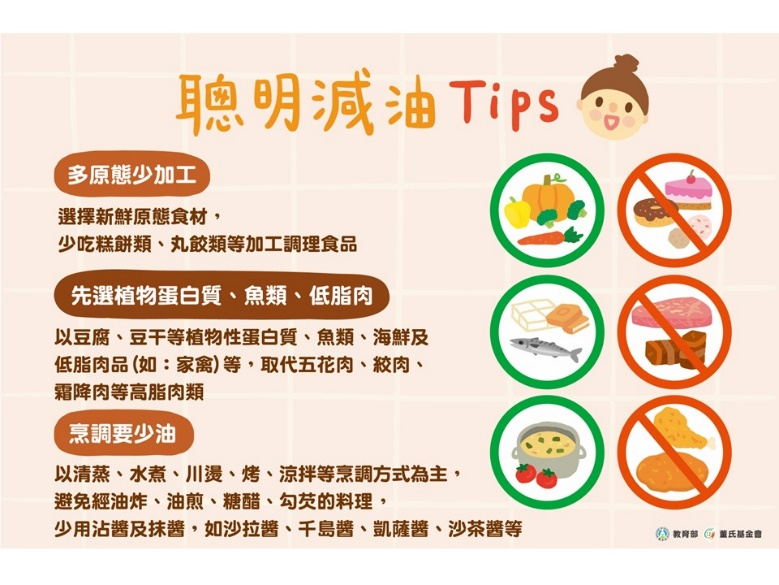 聰明減油Tips
多原態少加工
選擇新鮮原態食材，
少吃糕餅類、丸餃類等加工調理食品
先選植物蛋白質、魚類、低脂肉
以豆腐、豆干等植物性蛋白質、魚類、海鮮及
低脂肉品(如：家禽)等，取代五花肉、絞肉、
霜降肉等高脂肉類
烹調要少油
以清蒸、水煮、川燙、烤、涼拌等烹調方式為主，
避免經油炸、油煎、糖醋、勾芡的料理，
少用沾醬及抹醬，如沙拉醬、千島醬、凱薩醬、沙茶醬等
教育部 董氏基金會